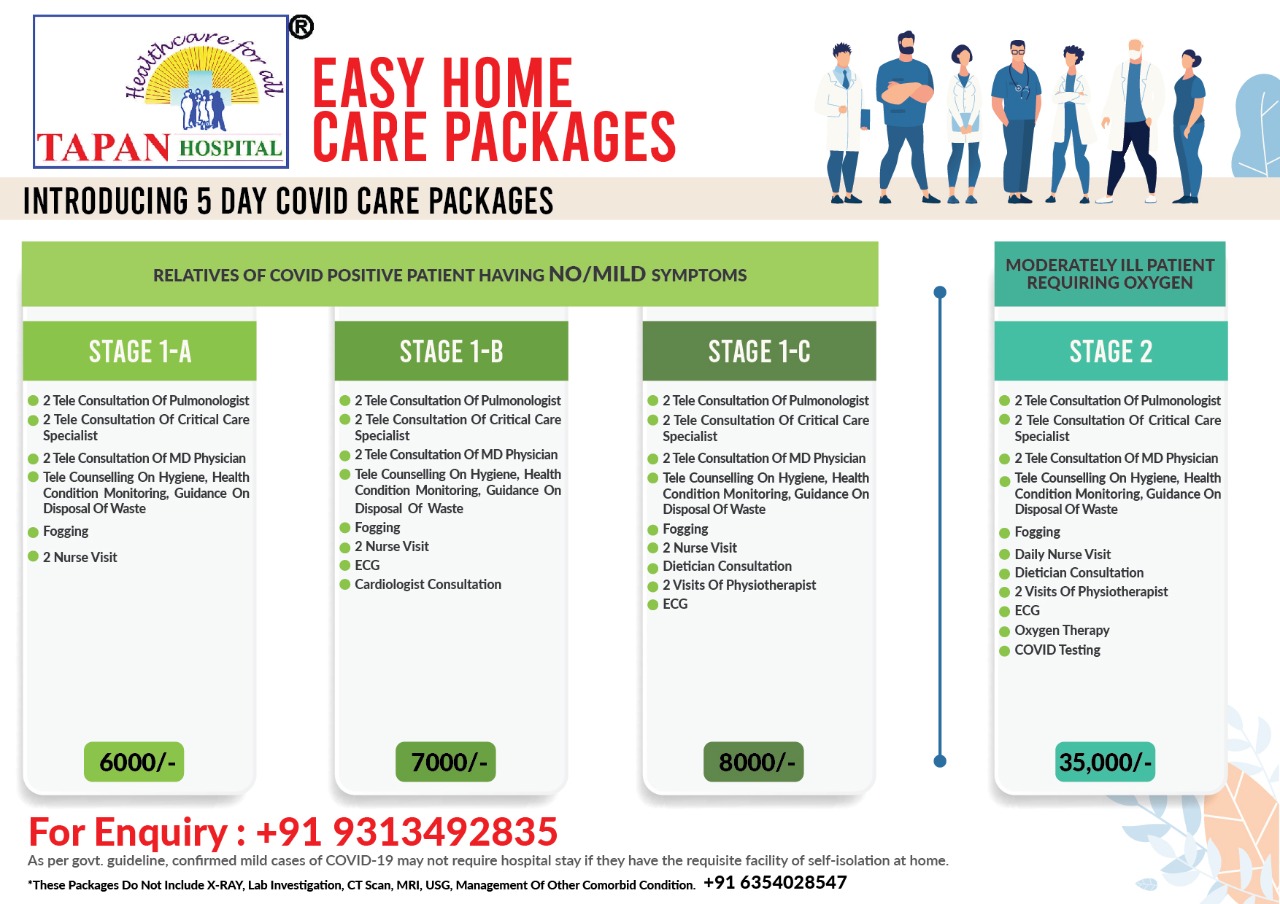 Healthcare for all
TAPAN HOSPITAL
®
EASY HOME
CARE PACKAGES
INTRODUCING 5 DAY COVID CARE PACKAGES
RELATIVES OF COVID POSITIVE PATIENT HAVING NO/MILD SYMPTOMS
STAGE 1-A
2 Tele Consultation Of Pulmonologist
2 Tele Consultation Of Critical Care
Specialist
2 Tele Consultation Of MD Physician
Tele Counselling On Hygiene, Health
Condition Monitoring, Guidance On
Disposal Of Waste
Fogging
2 Nurse Visit
6000/-
STAGE 1-B
2 Tele Consultation Of Pulmonologist
2 Tele Consultation Of Critical Care
Specialist
2 Tele Consultation Of MD Physician
Tele Counselling On Hygiene, Health
Condition Monitoring, Guidance On
Disposal Of Waste
Fogging
2 Nurse Visit
ECG
Cardiologist Consultation
7000/-
STAGE 1-C
2 Tele Consultation Of Pulmonologist
2 Tele Consultation Of Critical Care
Specialist
2 Tele Consultation Of MD Physician
Tele Counselling On Hygiene, Health
Condition Monitoring, Guidance On
Disposal Of Waste
Fogging
2 Nurse Visit
Dietician Consultation
2 Visits Of Physiotherapist
ECG
8000/-
MODERATELY ILL PATIENT
REQUIRING OXYGEN
STAGE 2
2 Tele Consultation Of Pulmonologist
2 Tele Consultation Of Critical Care
Specialist
2 Tele Consultation Of MD Physician
Tele Counselling On Hygiene, Health
Condition Monitoring, Guidance On
Disposal Of Waste
Fogging
Daily Nurse Visit
Dietician Consultation
2 Visits Of Physiotherapist
ECG
Oxygen Therapy
COVID Testing
35,000/-
For Enquiry : +91 9313492835
As per govt. guideline, confirmed mild cases of COVID-19 may not require hospital stay if they have the requisite facility of self-isolation at home.
*These Packages Do Not Include X-RAY, Lab Investigation, CT Scan, MRI, USG, Management Of Other Comorbid Condition. +91 6354028547